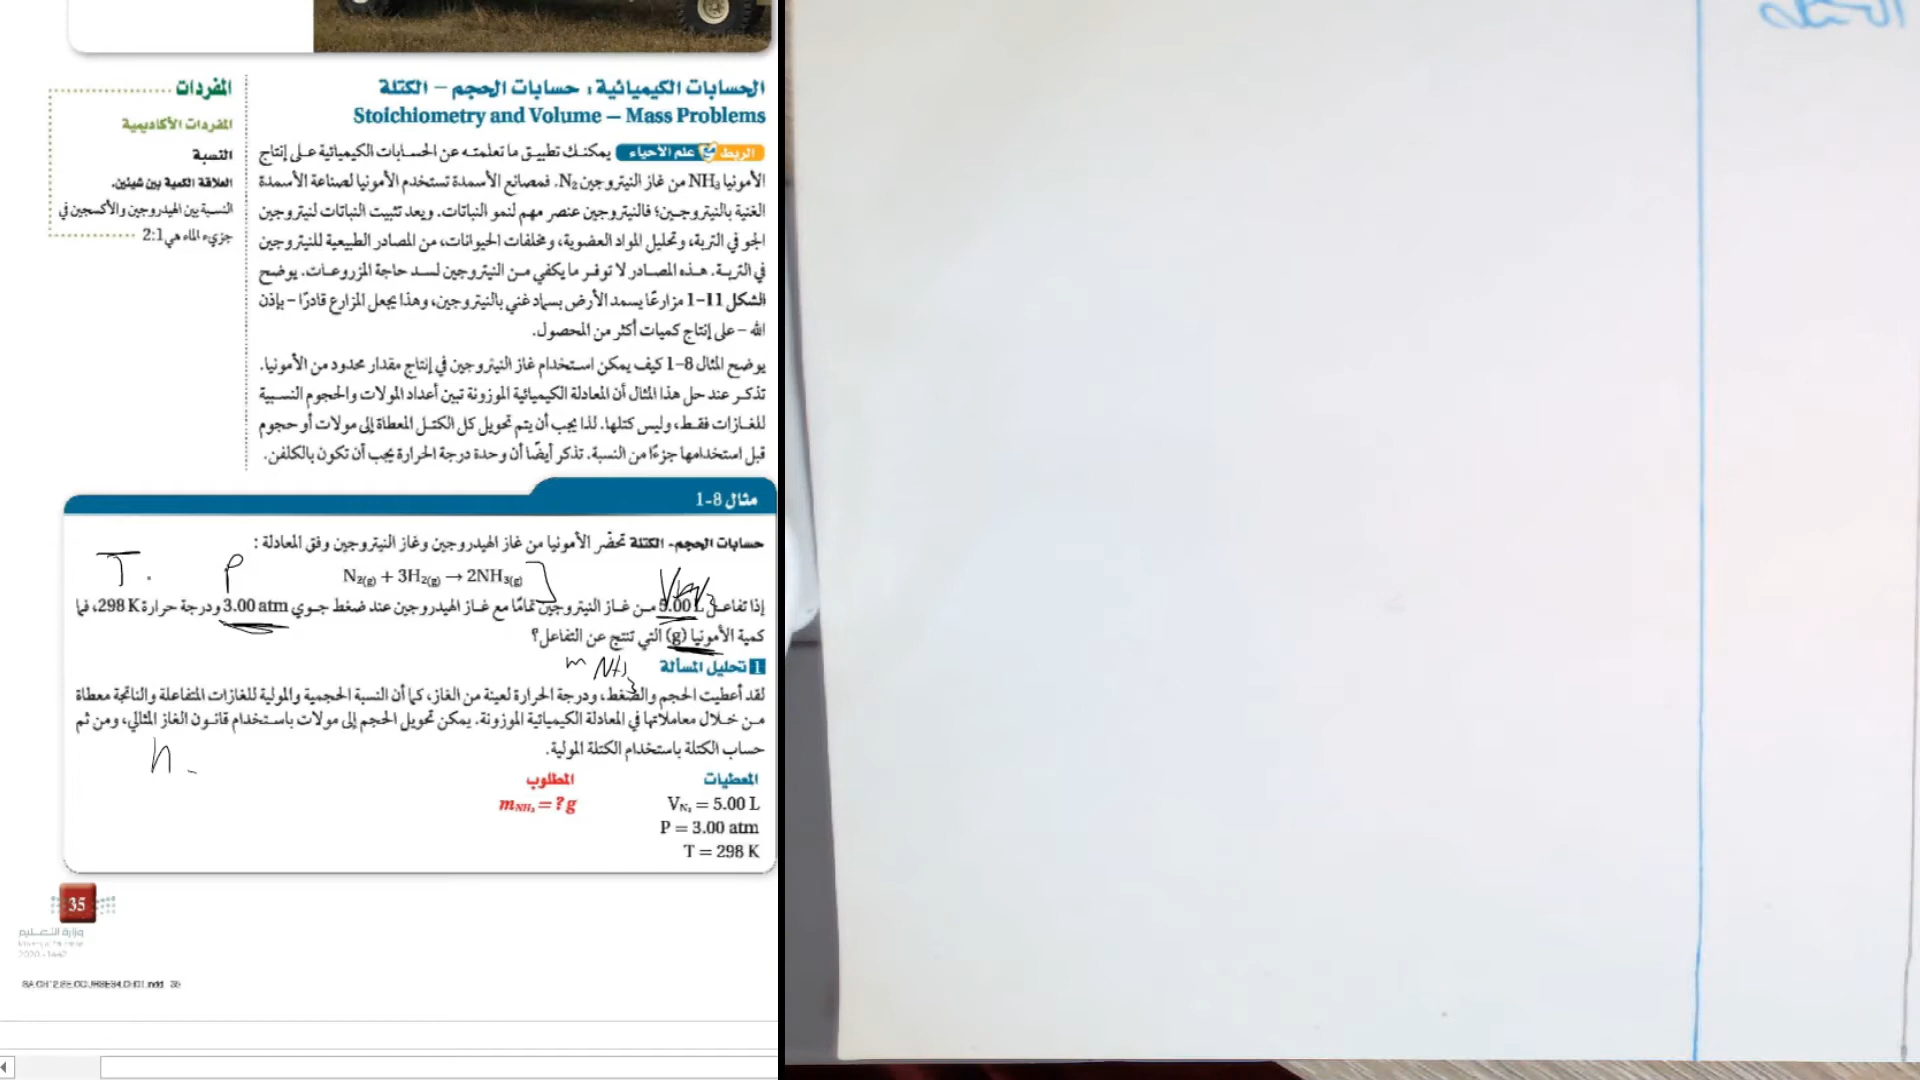 الحسابات الكيميائية: حسابات الحجم – الكتلة
Stoichiometry and Volume – Mass Problems
الربط علم الأحياء يمكنك تطبيق ما تعلمته عن الحسابات الكيميائية على إنتاج
الأمونيا NH₃ من غاز النيتروجين N₂. فمصانع الأسمدة تستخدم الأمونيا لصناعة الأسمدة
الغنية بالنيتروجين؛ فالنيتروجين عنصر مهم لنمو النباتات. ويعد تثبيت النباتات لنيتروجين
الجو في التربة، وتحليل المواد العضوية، ومخلفات الحيوانات، من المصادر الطبيعية للنيتروجين
في التربة. هذه المصادر لا توفر ما يكفي من النيتروجين لسد حاجة المزروعات. يوضح
الشكل 11–1 مزارعًا يسمد الأرض بسماد غني بالنيتروجين، وهذا يجعل المزارع قادرًا – بإذن
الله – على إنتاج كميات أكثر من المحصول.
يوضح المثال 8–1 كيف يمكن استخدام غاز النيتروجين في إنتاج مقدار محدود من الأمونيا.
تذكر عند حل هذا المثال أن المعادلة الكيميائية الموزونة تبين أعداد المولات والحجوم النسبية
للغازات فقط، وليس كتلها. لذا يجب أن يتم تحويل كل الكتل المعطاة إلى مولات أو حجوم
قبل استخدامها جزءًا من النسبة. تذكر أيضًا أن وحدة درجة الحرارة يجب أن تكون بالكلفن.
المفردات
المفردات الأكاديمية
النسبة
العلاقة الكمية بين شيئين.
النسبة بين الهيدروجين والأكسجين في
جزيء الماء هي 2:1
مثال 8-1
حسابات الحجم- الكتلة تحضّر الأمونيا من غاز الهيدروجين وغاز النيتروجين وفق المعادلة:
T. P
N₂(g) + 3H₂(g) → 2NH₃(g)
إذا تفاعل 5.00 L من غاز النيتروجين تمامًا مع غاز الهيدروجين عند ضغط جوي 3.00 atm ودرجة حرارة 298 K، فما
كمية الأمونيا (g) التي تنتج عن التفاعل؟
m NH₃
1 تحليل المسألة
لقد أعطيت الحجم والضغط، ودرجة الحرارة لعينة من الغاز، كما أن النسبة الحجمية والمولية للغازات المتفاعلة والناتجة معطاة
من خلال معاملاتها في المعادلة الكيميائية الموزونة. يمكن تحويل الحجم إلى مولات باستخدام قانون الغاز المثالي، ومن ثم
حساب الكتلة باستخدام الكتلة المولية.
n
المعطيات
V_N₂ = 5.00 L
P = 3.00 atm
T = 298 K
المطلوب
m_NH₃ = ? g
35
وزارة التعليم
Ministry of Education
2020 - 1442